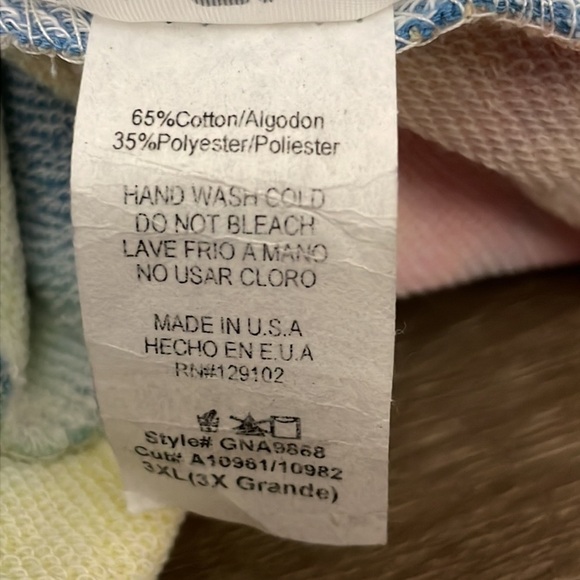 65%Cotton/Algodon
35%Polyester/Poliester
HAND WASH COLD
DO NOT BLEACH
LAVE FRIO A MANO
NO USAR CLORO
MADE IN U.S.A
HECHO EN E.U.A
RN#129102
Style# GNA9868
Cut# A10981/10982
3XL(3X Grande)